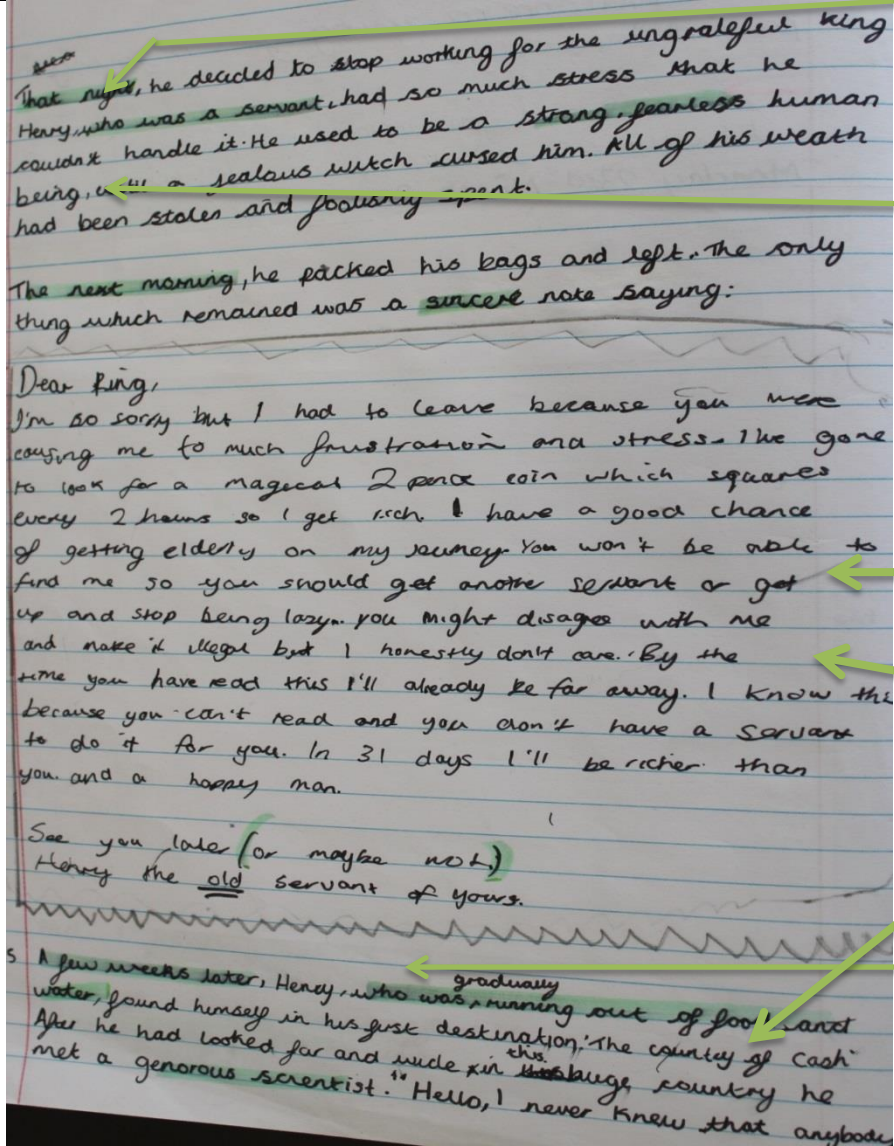 That night, he decided to stop working for the ungrateful king
Henry, who was a servant, had so much stress that he
couldn't handle it. He used to be a strong, fearless human
being, until a jealous witch cursed him. All of his weath
had been stolen and foolishly spent.
The next morning, he packed his bags and left. The only
thing which remained was a sincere note saying:
Dear King,
I'm so sorry but I had to leave because you were
causing me to much frustration and stress. I've gone
to look for a magical 2 pence coin which squares
every 2 hours so I get rich. I have a good chance
of getting elderly on my journey. You won't be able to
find me so you should get another servant or get
up and stop being lazy. you might disagree with me
and make it illegal but I honestly don't care. By the
time you have read this I'll already be far away. I know this
because you can't read and you don't have a servant
to do it for you. In 31 days I'll be richer than
you and a happy man.
See you later (or maybe not.)
Henry the old servant of yours.
A few weeks later, Henry, who was gradually running out of food and
water, found himself in his first destination: 'The country of Cash'
After he had looked far and wide in this huge country he
met a genorous scientist. "Hello, I never knew that anybody